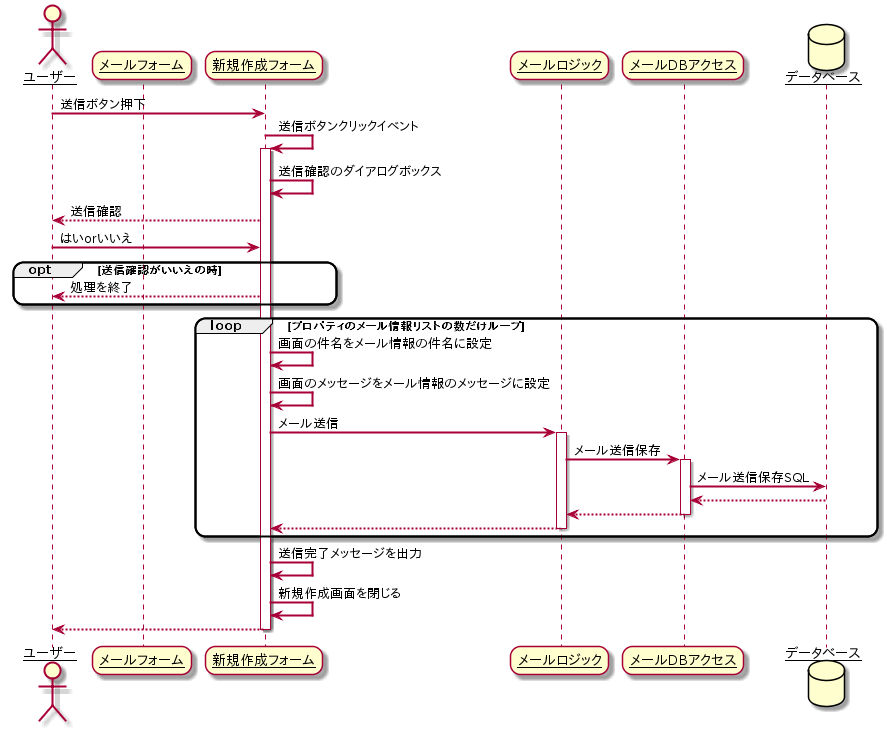 ユーザー
メールフォーム
新規作成フォーム
メールロジック
メールDBアクセス
データベース
送信ボタン押下
送信ボタンクリックイベント
送信確認のダイアログボックス
送信確認
はいorいいえ
opt [送信確認がいいえの時]
処理を終了
loop [プロパティのメール情報リストの数だけループ]
画面の件名をメール情報の件名に設定
画面のメッセージをメール情報のメッセージに設定
メール送信
メール送信保存
メール送信保存SQL
送信完了メッセージを出力
新規作成画面を閉じる
ユーザー
メールフォーム
新規作成フォーム
メールロジック
メールDBアクセス
データベース